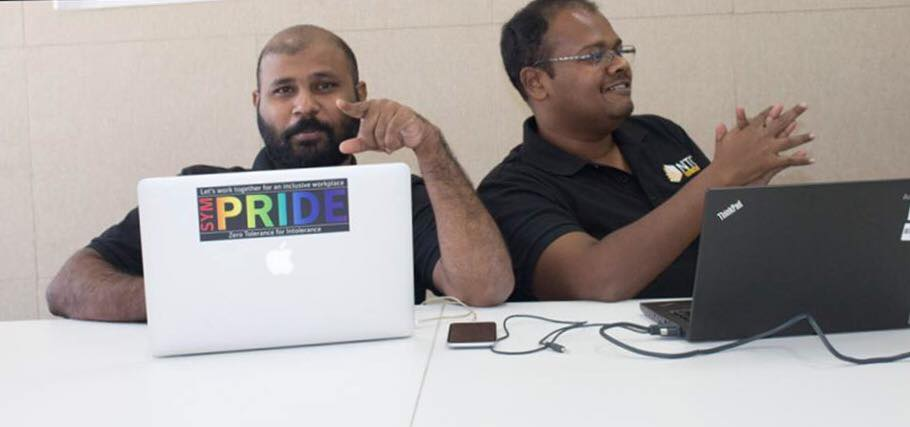 Let's work together for an inclusive workplace
SYM
PRIDE
Zero Tolerance for Intolerance
ThinkPad